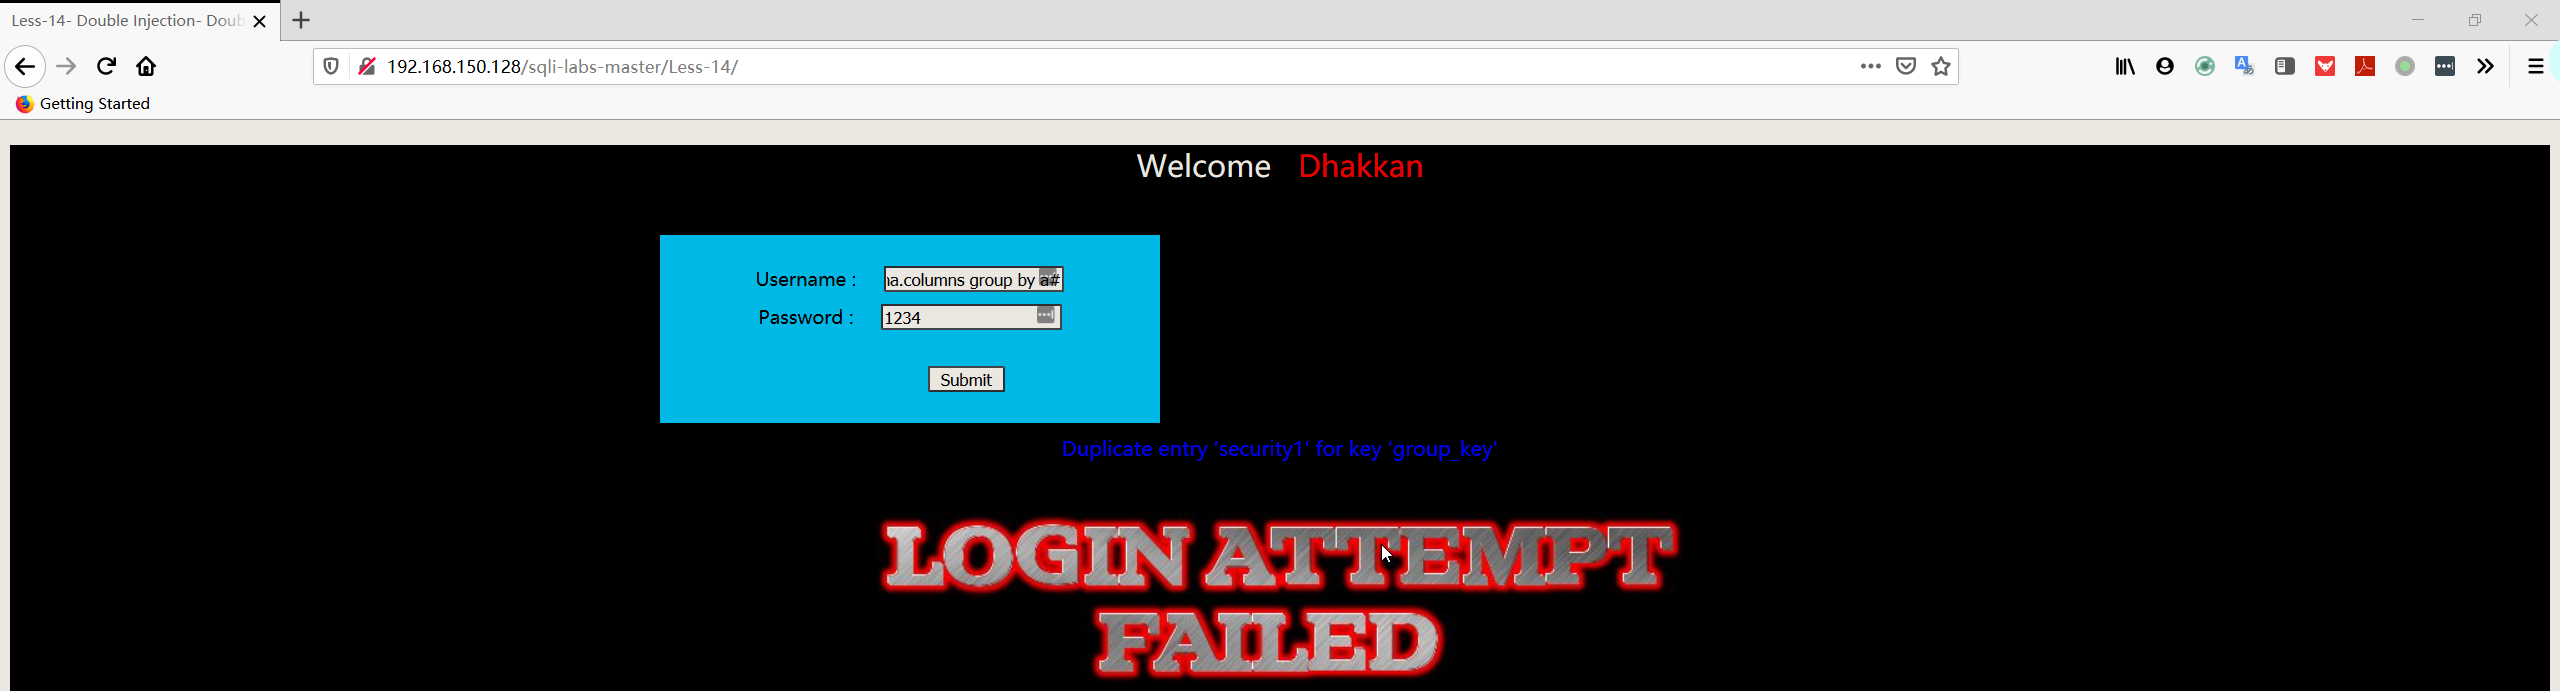 Less-14- Double Injection- Doub
192.168.150.128/sqli-labs-master/Less-14/
Getting Started
Welcome Dhakkan
Username : na.columns group by a#
Password : 1234
Submit
Duplicate entry 'security1' for key 'group_key'
LOGIN ATTEMPT
FAILED